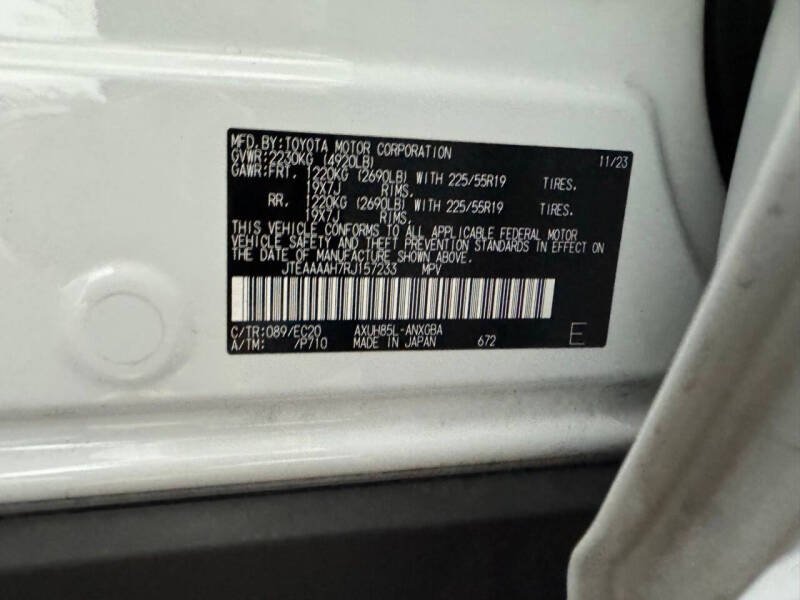 MFD.BY:TOYOTA MOTOR CORPORATION 11/23
GVWR:2230KG (4920LB)
GAWR:FRT. 1220KG (2690LB) WITH 225/55R19 TIRES.
19X7J RIMS.
RR. 1220KG (2690LB) WITH 225/55R19 TIRES.
19X7J RIMS.
THIS VEHICLE CONFORMS TO ALL APPLICABLE FEDERAL MOTOR
VEHICLE SAFETY AND THEFT PREVENTION STANDARDS IN EFFECT ON
THE DATE OF MANUFACTURE SHOWN ABOVE.
JTEAAAAH7RJ157233 MPV
C/TR:089/EC20 AXUH85L-ANXGBA
A/TM: /P710 MADE IN JAPAN 672 E